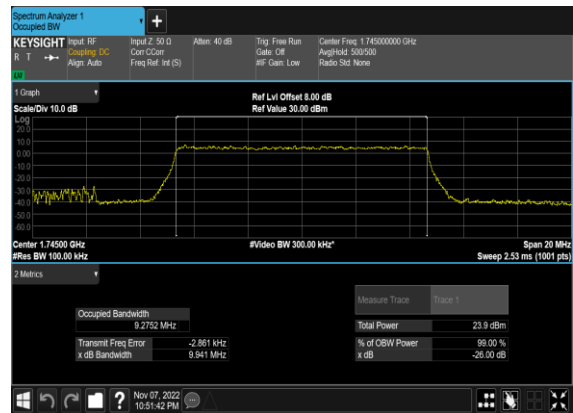 Spectrum Analyzer 1
Occupied BW
+
KEYSIGHT Input: RF Input Z: 50 Ω Atten: 40 dB Trig: Free Run Center Freq: 1.745000000 GHz
R T Coupling: DC Corr CCorr Gate: Off Avg|Hold: 500/500
Align: Auto Freq Ref: Int (S) #IF Gain: Low Radio Std: None
LXI
1 Graph
Ref Lvl Offset 8.00 dB
Scale/Div 10.0 dB Ref Value 30.00 dBm
Log
20.0
10.0
0.00
-10.0
-20.0
-30.0
-40.0
-50.0
-60.0
Center 1.74500 GHz #Video BW 300.00 kHz* Span 20 MHz
#Res BW 100.00 kHz Sweep 2.53 ms (1001 pts)
2 Metrics
Measure Trace Trace 1
Occupied Bandwidth
9.2752 MHz Total Power 23.9 dBm
Transmit Freq Error -2.861 kHz % of OBW Power 99.00 %
x dB Bandwidth 9.941 MHz x dB -26.00 dB
? Nov 07, 2022
10:51:42 PM